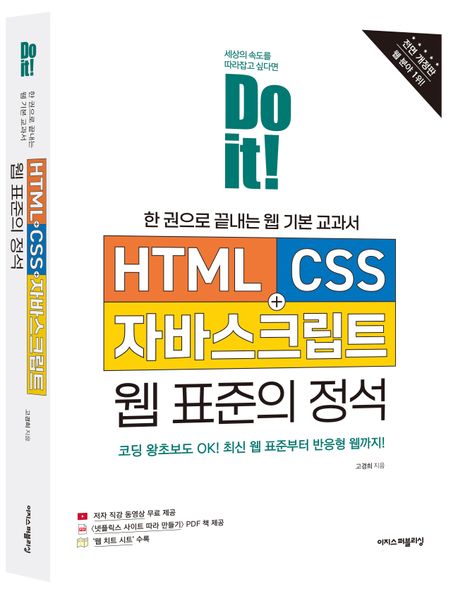 Do it!
한 권으로 끝내는
웹 기본 교과서
HTML+CSS+자바스크립트
웹 표준의 정석
고경희 지음
이지스퍼블리싱
세상의 속도를
따라잡고 싶다면
Do
it!
전면 개정판
웹 분야 1위!
한 권으로 끝내는 웹 기본 교과서
HTML CSS
+
자바스크립트
웹 표준의 정석
코딩 왕초보도 OK! 최신 웹 표준부터 반응형 웹까지!
고경희 지음
저자 직강 동영상 무료 제공
〈넷플릭스 사이트 따라 만들기〉 PDF 책 제공
‘웹 치트 시트’ 수록
이지스퍼블리싱